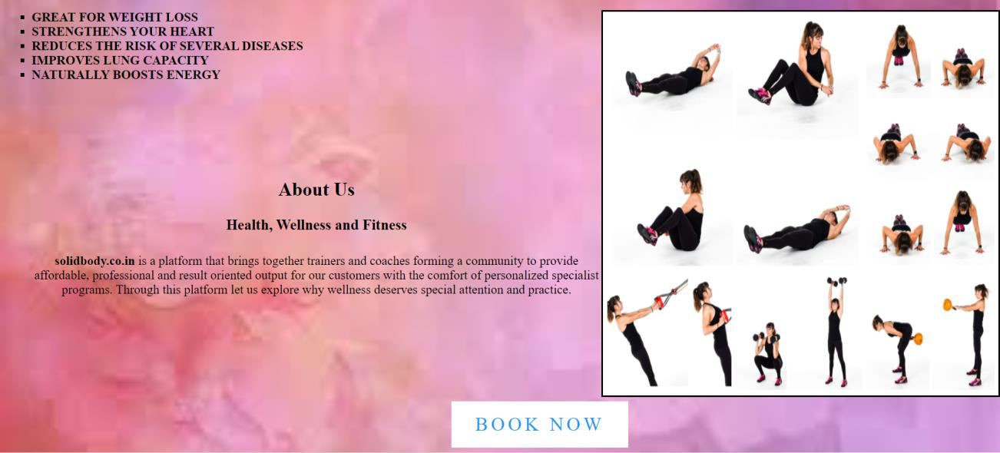 GREAT FOR WEIGHT LOSS
STRENGTHENS YOUR HEART
REDUCES THE RISK OF SEVERAL DISEASES
IMPROVES LUNG CAPACITY
NATURALLY BOOSTS ENERGY
About Us
Health, Wellness and Fitness
solidbody.co.in is a platform that brings together trainers and coaches forming a community to provide
affordable, professional and result oriented output for our customers with the comfort of personalized specialist
programs. Through this platform let us explore why wellness deserves special attention and practice.
BOOK NOW